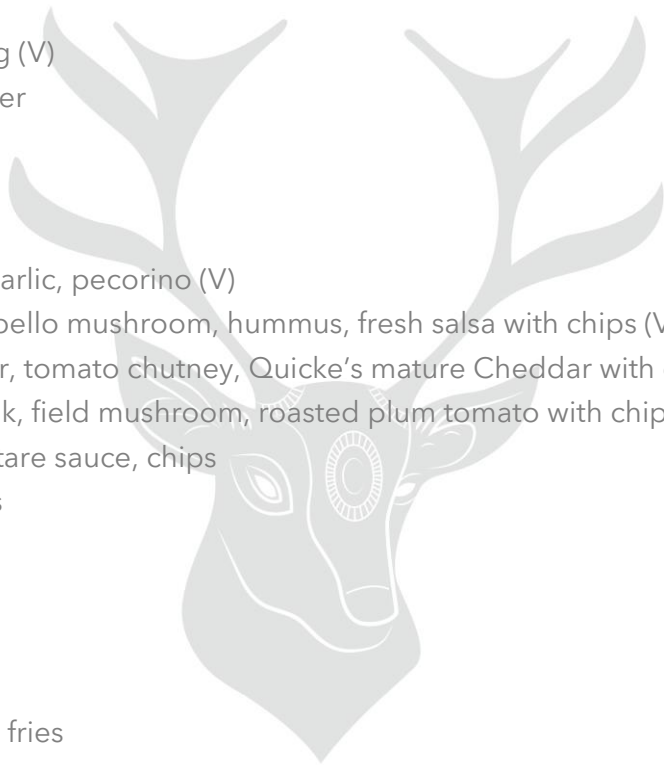 (V)
arlic, pecorino (V)
bello mushroom, hummus, fresh salsa with chips (V
r, tomato chutney, Quicke's mature Cheddar with
k, field mushroom, roasted plum tomato with chip
tare sauce, chips
fries